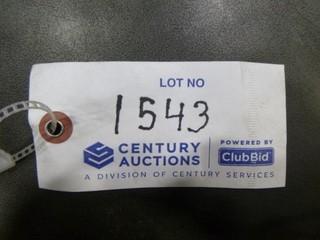 LOT NO
1543
CENTURY
AUCTIONS
POWERED BY
ClubBid
A DIVISION OF CENTURY SERVICES